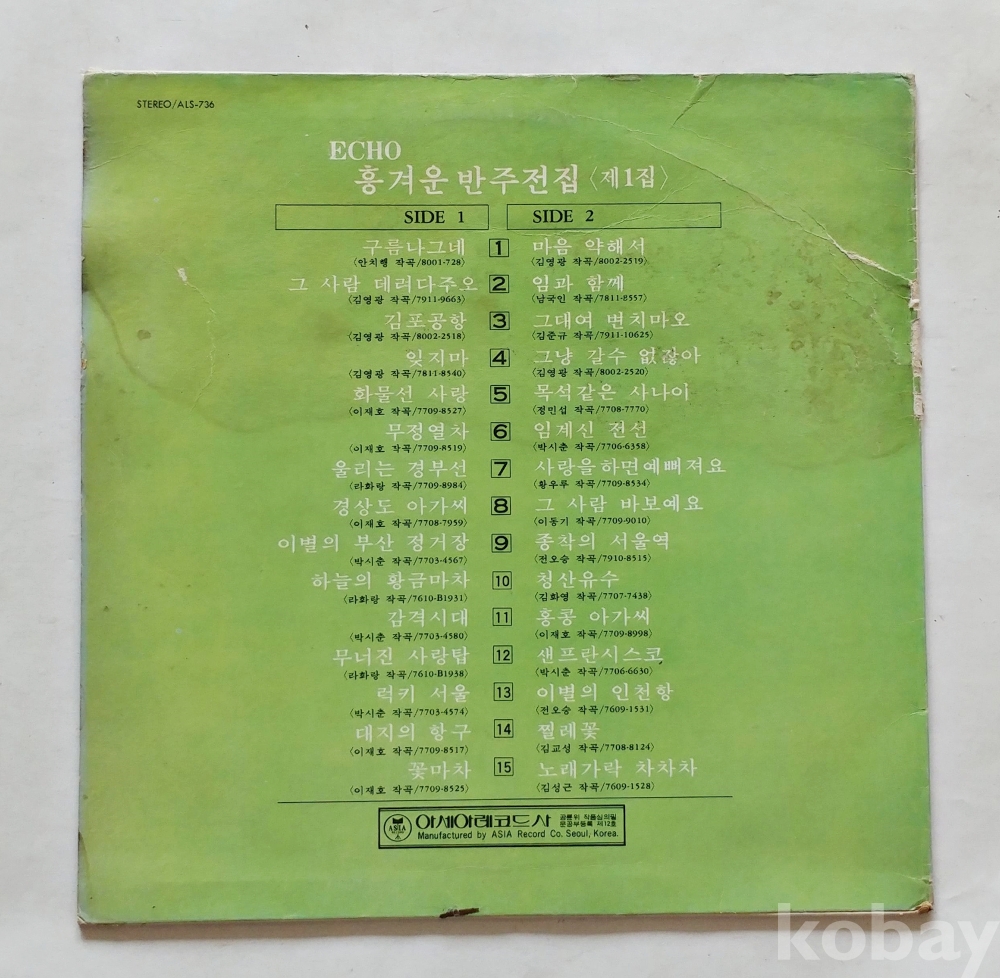 STEREO/ALS-736
ECHO
흥겨운 반주전집〈제1집〉
SIDE 1 SIDE 2
구름나그네 1 마음 약해서
〈안치행 작곡/8001-728〉 〈김영광 작곡/8002-2519〉
그 사람 데려다주오 2 임과 함께
〈김영광 작곡/7911-9663〉 〈남국인 작곡/7811-8557〉
김포공항 3 그대여 변치마오
〈김영광 작곡/8002-2518〉 〈김준규 작곡/7911-10625〉
잊지마 4 그냥 갈수 없잖아
〈김영광 작곡/7811-8540〉 〈김영광 작곡/8002-2520〉
화물선 사랑 5 목석같은 사나이
〈이재호 작곡/7709-8527〉 〈정민섭 작곡/7708-7770〉
무정열차 6 임계신 전선
〈이재호 작곡/7709-8519〉 〈박시춘 작곡/7706-6358〉
울리는 경부선 7 사랑을하면예뻐져요
〈라화랑 작곡/7709-8984〉 〈황우루 작곡/7709-8534〉
경상도 아가씨 8 그 사람 바보예요
〈이재호 작곡/7708-7959〉 〈이동기 작곡/7709-9010〉
이별의 부산 정거장 9 종착의 서울역
〈박시춘 작곡/7703-4567〉 〈전오승 작곡/7910-8515〉
하늘의 황금마차 10 청산유수
〈라화랑 작곡/7610-B1931〉 〈김화영 작곡/7707-7438〉
감격시대 11 홍콩 아가씨
〈박시춘 작곡/7703-4580〉 〈이재호 작곡/7709-8998〉
무너진 사랑탑 12 샌프란시스코
〈라화랑 작곡/7610-B1938〉 〈박시춘 작곡/7706-6630〉
럭키 서울 13 이별의 인천항
〈박시춘 작곡/7703-4574〉 〈전오승 작곡/7609-1531〉
대지의 항구 14 찔레꽃
〈이재호 작곡/7709-8517〉 〈김교성 작곡/7708-8124〉
꽃마차 15 노래가락 차차차
〈이재호 작곡/7709-8525〉 〈김성근 작곡/7609-1528〉
ASIA 아세아레코드사 공륜위 작품심의필
문공부등록 제12호
Manufactured by ASIA Record Co. Seoul, Korea.
kobay